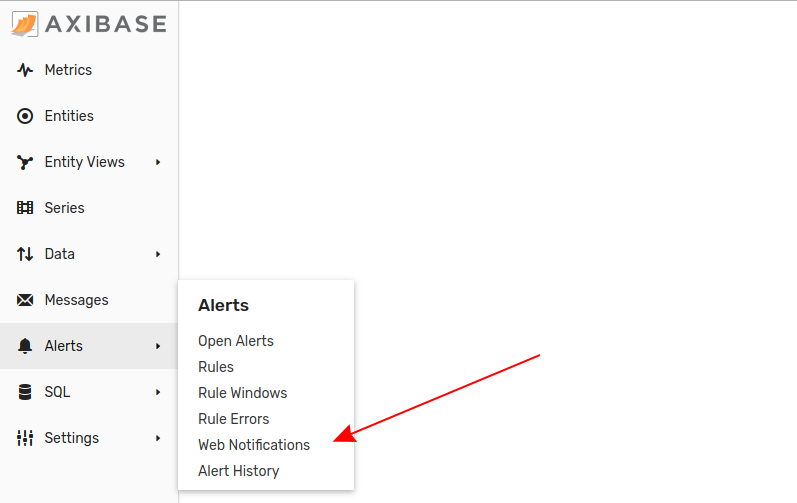 AXIBASE
Metrics
Entities
Entity Views
Series
Data
Messages
Alerts
SQL
Settings
Alerts
Open Alerts
Rules
Rule Windows
Rule Errors
Web Notifications
Alert History